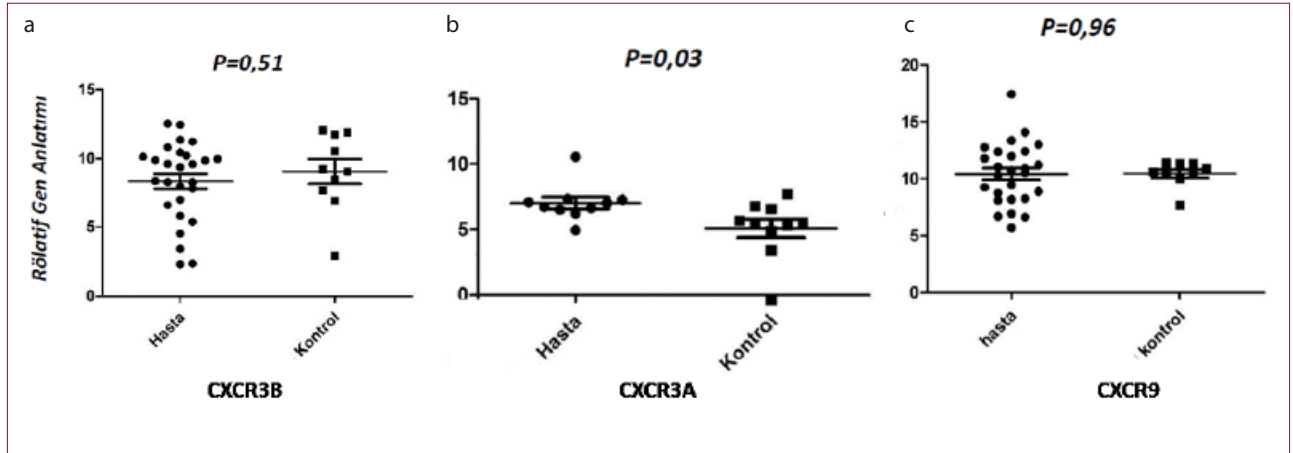 a
P=0,51
Rölatif Gen Anlatımı
15
10
5
0
Hasta
Kontrol
CXCR3B
b
P=0,03
15
10
5
0
Hasta
Kontrol
CXCR3A
c
P=0,96
20
15
10
5
0
hasta
kontrol
CXCR9